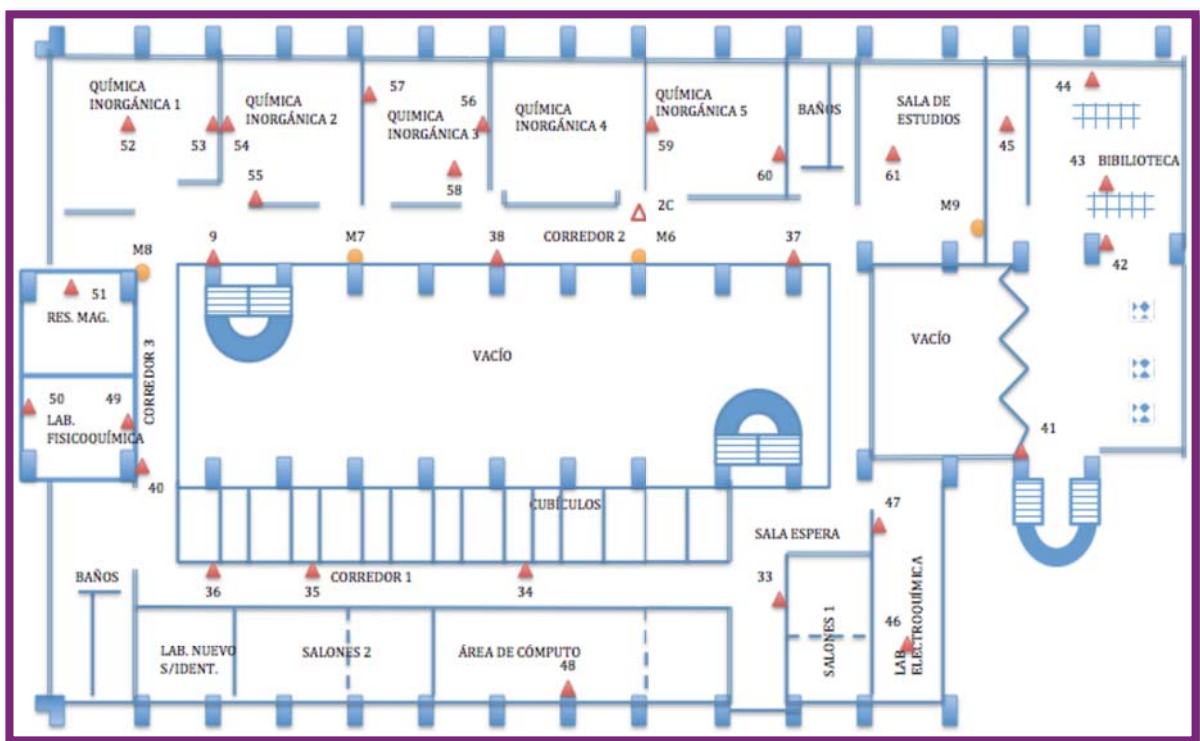 44
57
56
QUÍMICA
INORGÁNICA 1
QUÍMICA
INORGÁNICA 2
QUIMICA
INORGÁNICA 3
QUÍMICA
INORGÁNICA 4
QUÍMICA
INORGÁNICA 5
BAÑOS
SALA DE
ESTUDIOS
52
53
54
59
60
61
45
43
BIBILIOTECA
55
58
2C
M9
M8
9
M7
38
CORREDOR 2
M6
37
42
51
RES. MAG.
VACÍO
VACÍO
CORREDOR 3
50
49
LAB.
FISICOQUÍMICA
41
40
CUBÍCULOS
47
SALA ESPERA
BAÑOS
36
35
CORREDOR 1
34
33
46
LAB. NUEVO
S/IDENT.
SALONES 2
ÁREA DE CÓMPUTO
48
SALONES 1
LAB.
ELECTROQUÍMICA